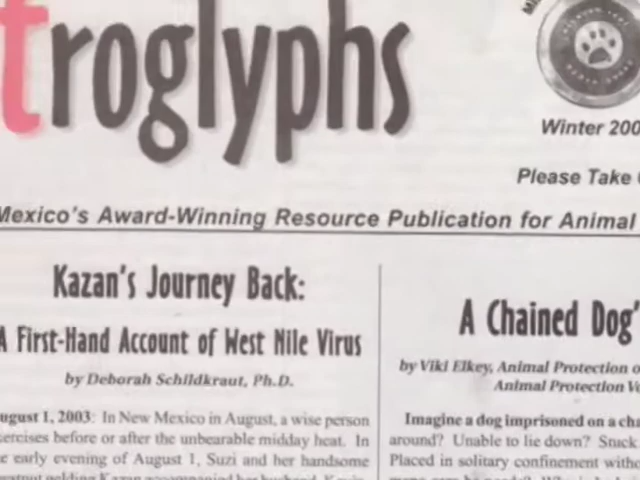 troglyphs
Winter 200
Please Take
Mexico's Award-Winning Resource Publication for Animal
Kazan's Journey Back:
A First-Hand Account of West Nile Virus
by Deborah Schildkraut, Ph.D.
ugust 1, 2003: In New Mexico in August, a wise person
ercises before or after the unbearable midday heat. In
e early evening of August 1, Suzi and her handsome
A Chained Dog'
by Viki Elkey, Animal Protection o
Animal Protection Vo
Imagine a dog imprisoned on a cha
around? Unable to lie down? Stuck
Placed in solitary confinement witho